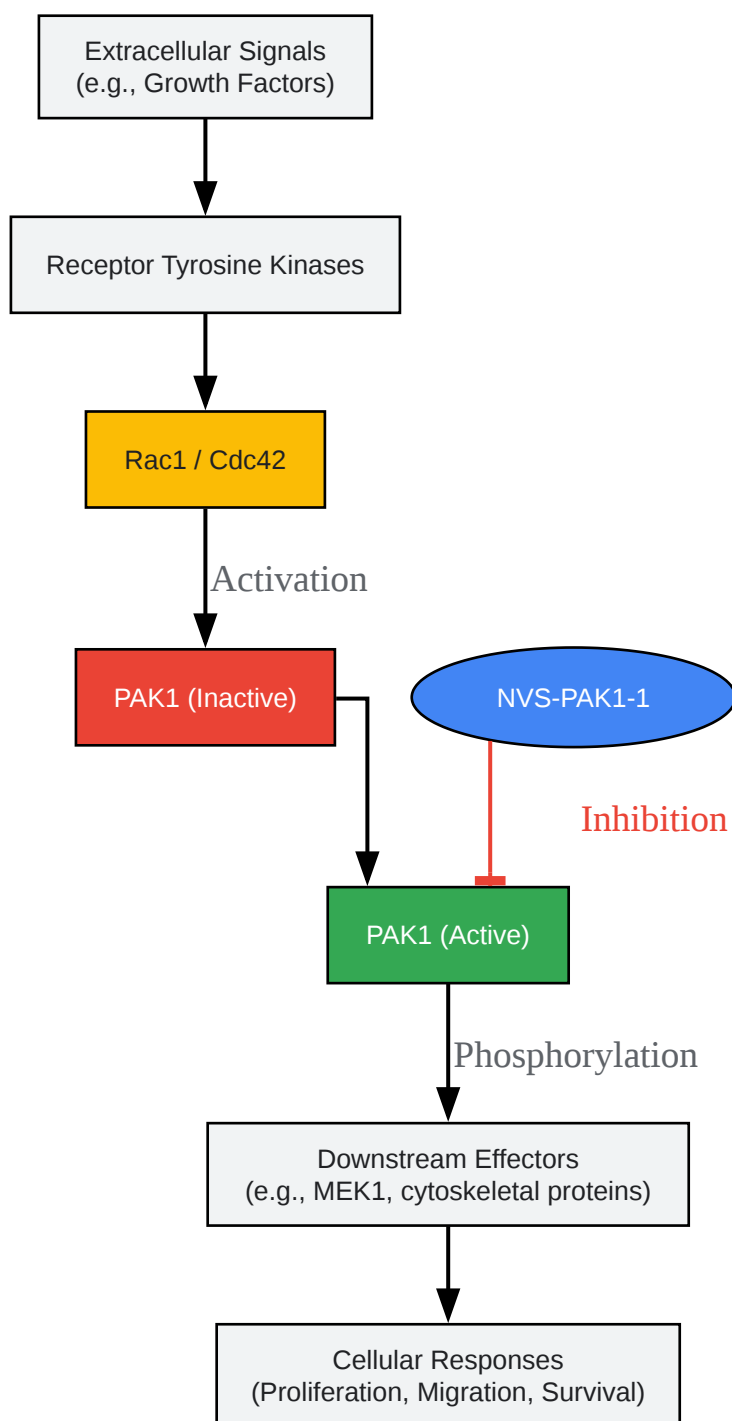 Extracellular Signals
(e.g., Growth Factors)
Receptor Tyrosine Kinases
Rac1 / Cdc42
Activation
PAK1 (Inactive)
NVS-PAK1-1
Inhibition
PAK1 (Active)
Phosphorylation
Downstream Effectors
(e.g., MEK1, cytoskeletal proteins)
Cellular Responses
(Proliferation, Migration, Survival)